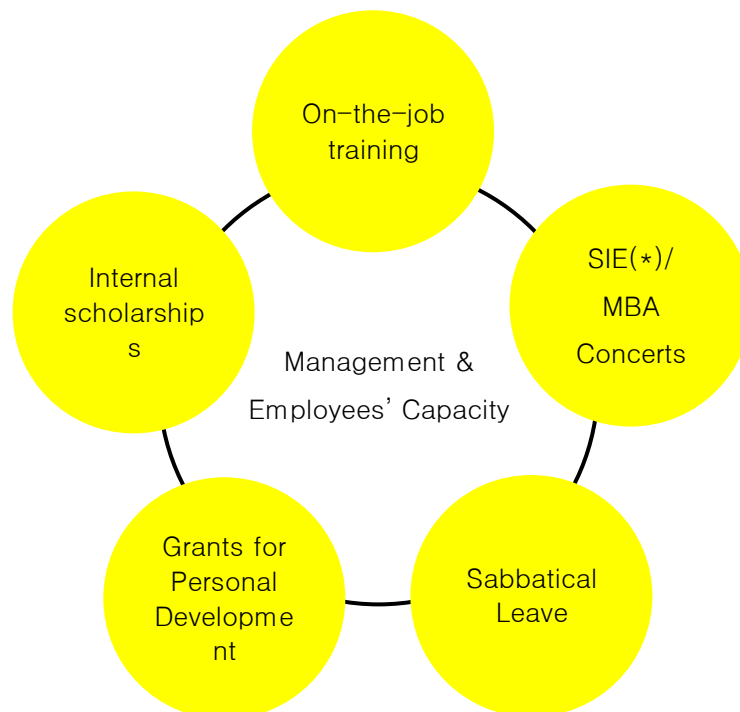 On-the-job
training
SIE(*)/
MBA
Concerts
Internal
scholarship
s
Management &
Employees’ Capacity
Grants for
Personal
Developme
nt
Sabbatical
Leave